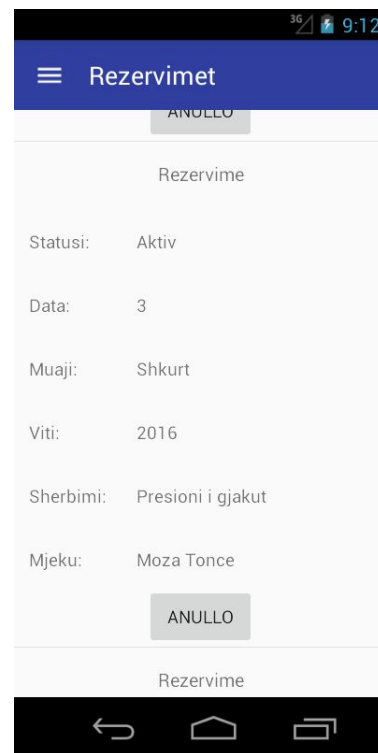 3G 9:12
Rezervimet
ANULLO
Rezervime
Statusi: Aktiv
Data: 3
Muaji: Shkurt
Viti: 2016
Sherbimi: Presioni i gjakut
Mjeku: Moza Tonce
ANULLO
Rezervime